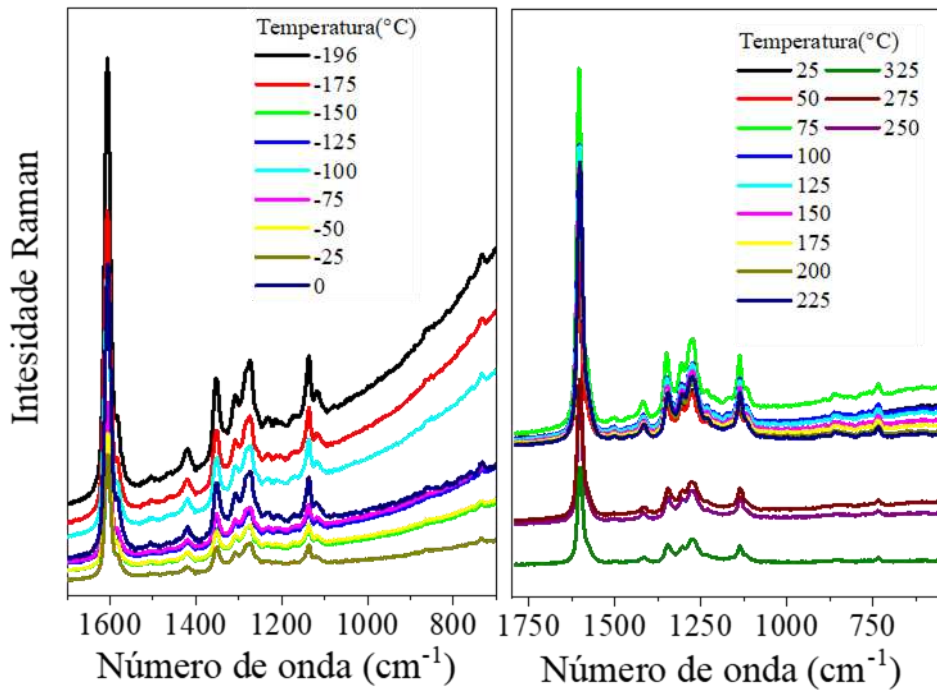 Intesidade Raman
Temperatura(°C)
-196
-175
-150
-125
-100
-75
-50
-25
0
1600 1400 1200 1000 800
Número de onda (cm-1)
Temperatura(°C)
25 325
50 275
75 250
100
125
150
175
200
225
1750 1500 1250 1000 750
Número de onda (cm-1)